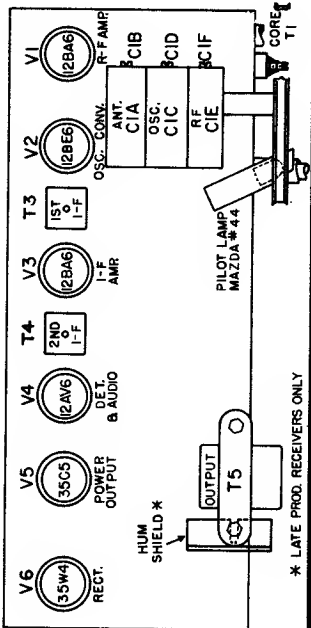 V1
12BA6
R-F AMP.
V2
12BE6
OSC. CONV.
T3
1ST
I-F
V3
12BA6
I-F
AMP.
T4
2ND
I-F
V4
12AV6
DET.
& AUDIO
V5
35C5
POWER
OUTPUT
V6
35W4
RECT.
C1B
C1D
C1F
ANT.
C1A
OSC.
C1C
RF
C1E
CORE
T1
PILOT LAMP
MAZDA #44
OUTPUT
T5
HUM
SHIELD *
* LATE PROD. RECEIVERS ONLY